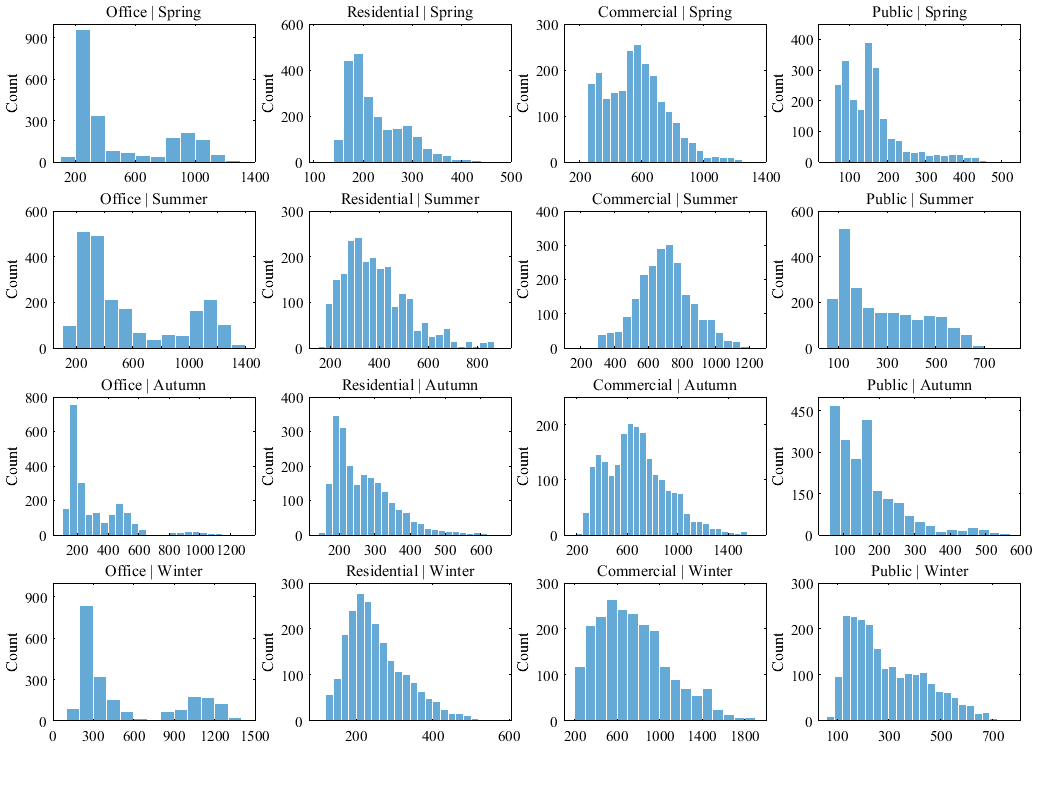 Office | Spring Residential | Spring Commercial | Spring Public | Spring
Count 0 300 600 900
200 600 1000 1400
Count 0 200 400 600
100 200 300 400 500
Count 0 100 200 300
200 600 1000 1400
Count 0 100 200 300 400
100 200 300 400 500
Office | Summer Residential | Summer Commercial | Summer Public | Summer
Count 0 200 400 600
200 600 1000 1400
Count 0 100 200 300
200 400 600 800
Count 0 100 200 300 400
200 400 600 800 1000 1200
Count 0 200 400 600
100 300 500 700
Office | Autumn Residential | Autumn Commercial | Autumn Public | Autumn
Count 0 200 400 600 800
200 400 600 800 1000 1200
Count 0 100 200 300 400
200 300 400 500 600
Count 0 100 200
200 600 1000 1400
Count 0 150 300 450
100 200 300 400 500 600
Office | Winter Residential | Winter Commercial | Winter Public | Winter
Count 0 300 600 900
0 300 600 900 1200 1500
Count 0 100 200 300
200 400 600
Count 0 100 200 300
200 600 1000 1400 1800
Count 0 100 200 300
100 300 500 700